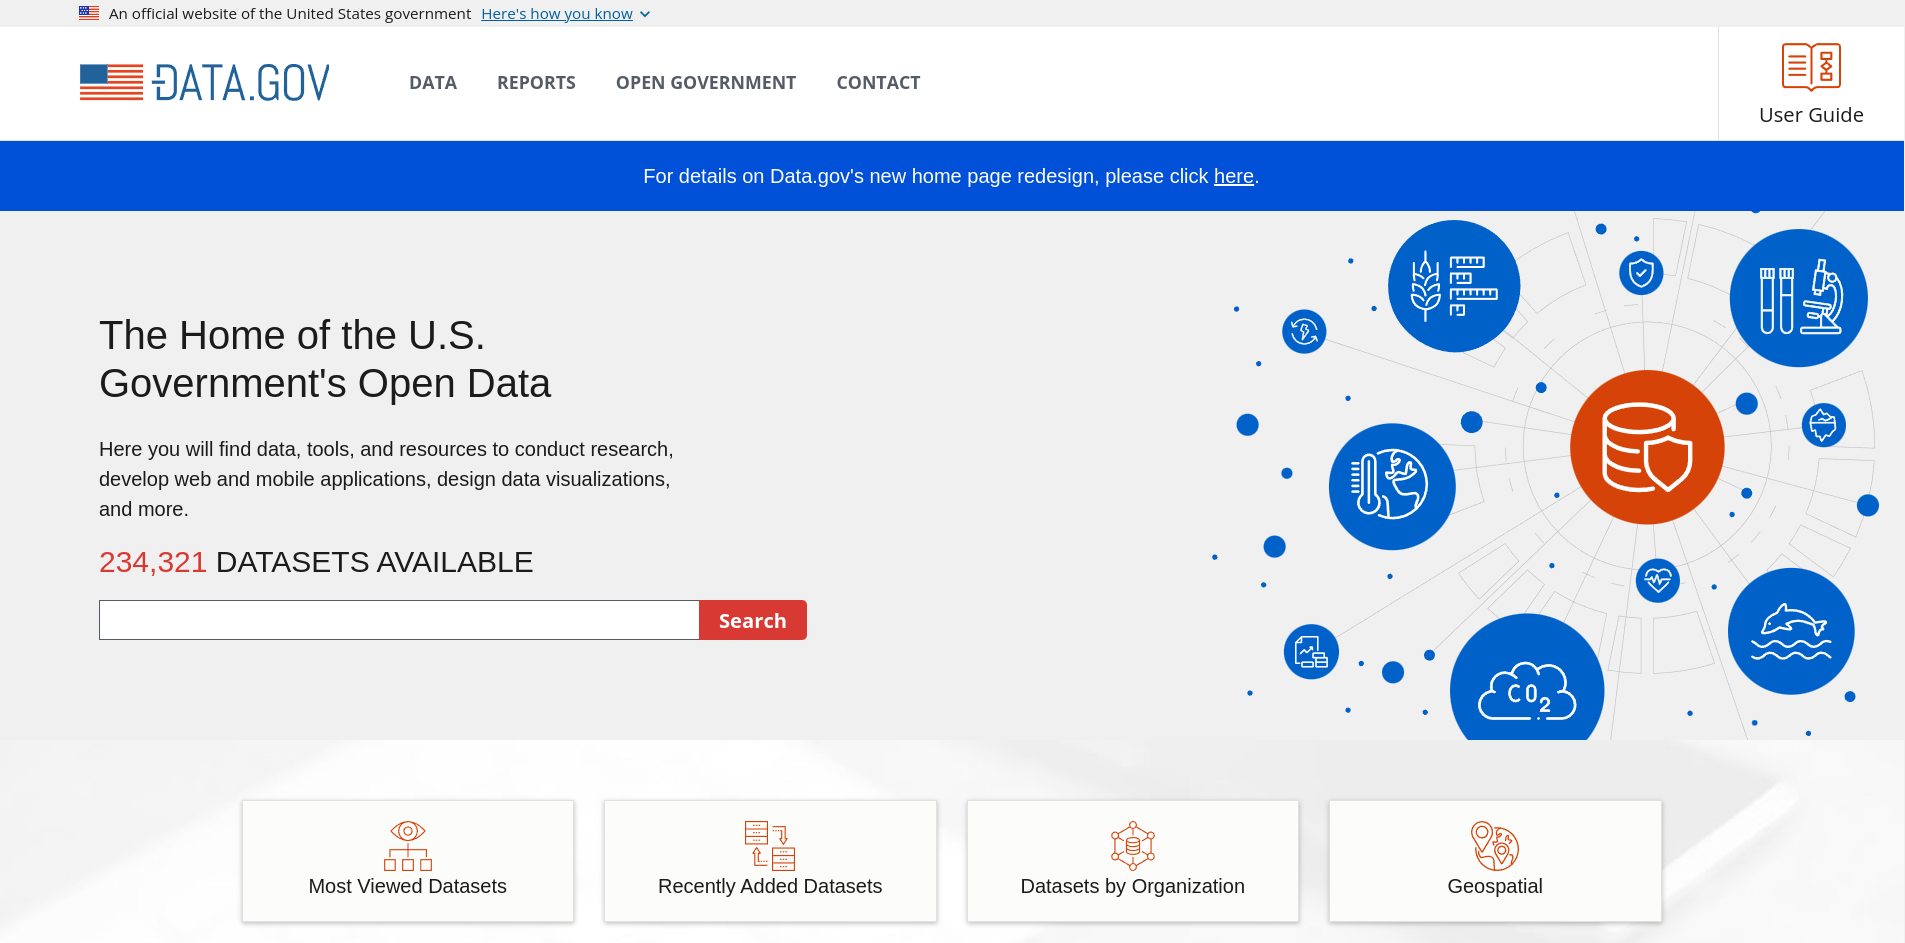 An official website of the United States government Here's how you know
DATA.GOV
DATA REPORTS OPEN GOVERNMENT CONTACT
User Guide
For details on Data.gov's new home page redesign, please click here.
The Home of the U.S.
Government's Open Data
Here you will find data, tools, and resources to conduct research,
develop web and mobile applications, design data visualizations,
and more.
234,321 DATASETS AVAILABLE
Search
CO2
Most Viewed Datasets
Recently Added Datasets
Datasets by Organization
Geospatial